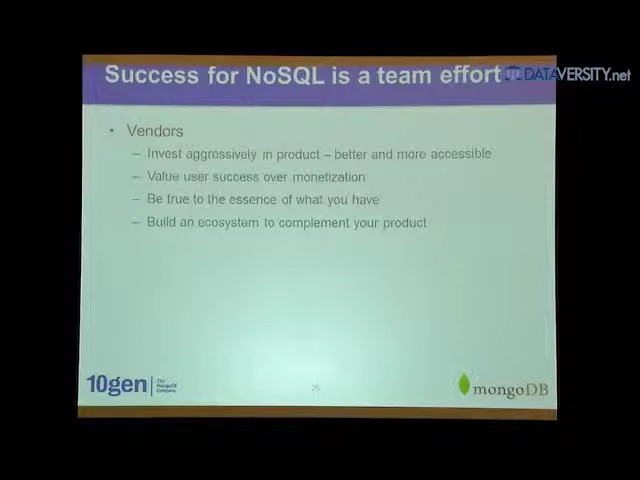 Success for NoSQL is a team effort
DATAVERSITY.net
• Vendors
– Invest aggressively in product – better and more accessible
– Value user success over monetization
– Be true to the essence of what you have
– Build an ecosystem to complement your product
10gen
The
MongoDB
Company
29
mongoDB